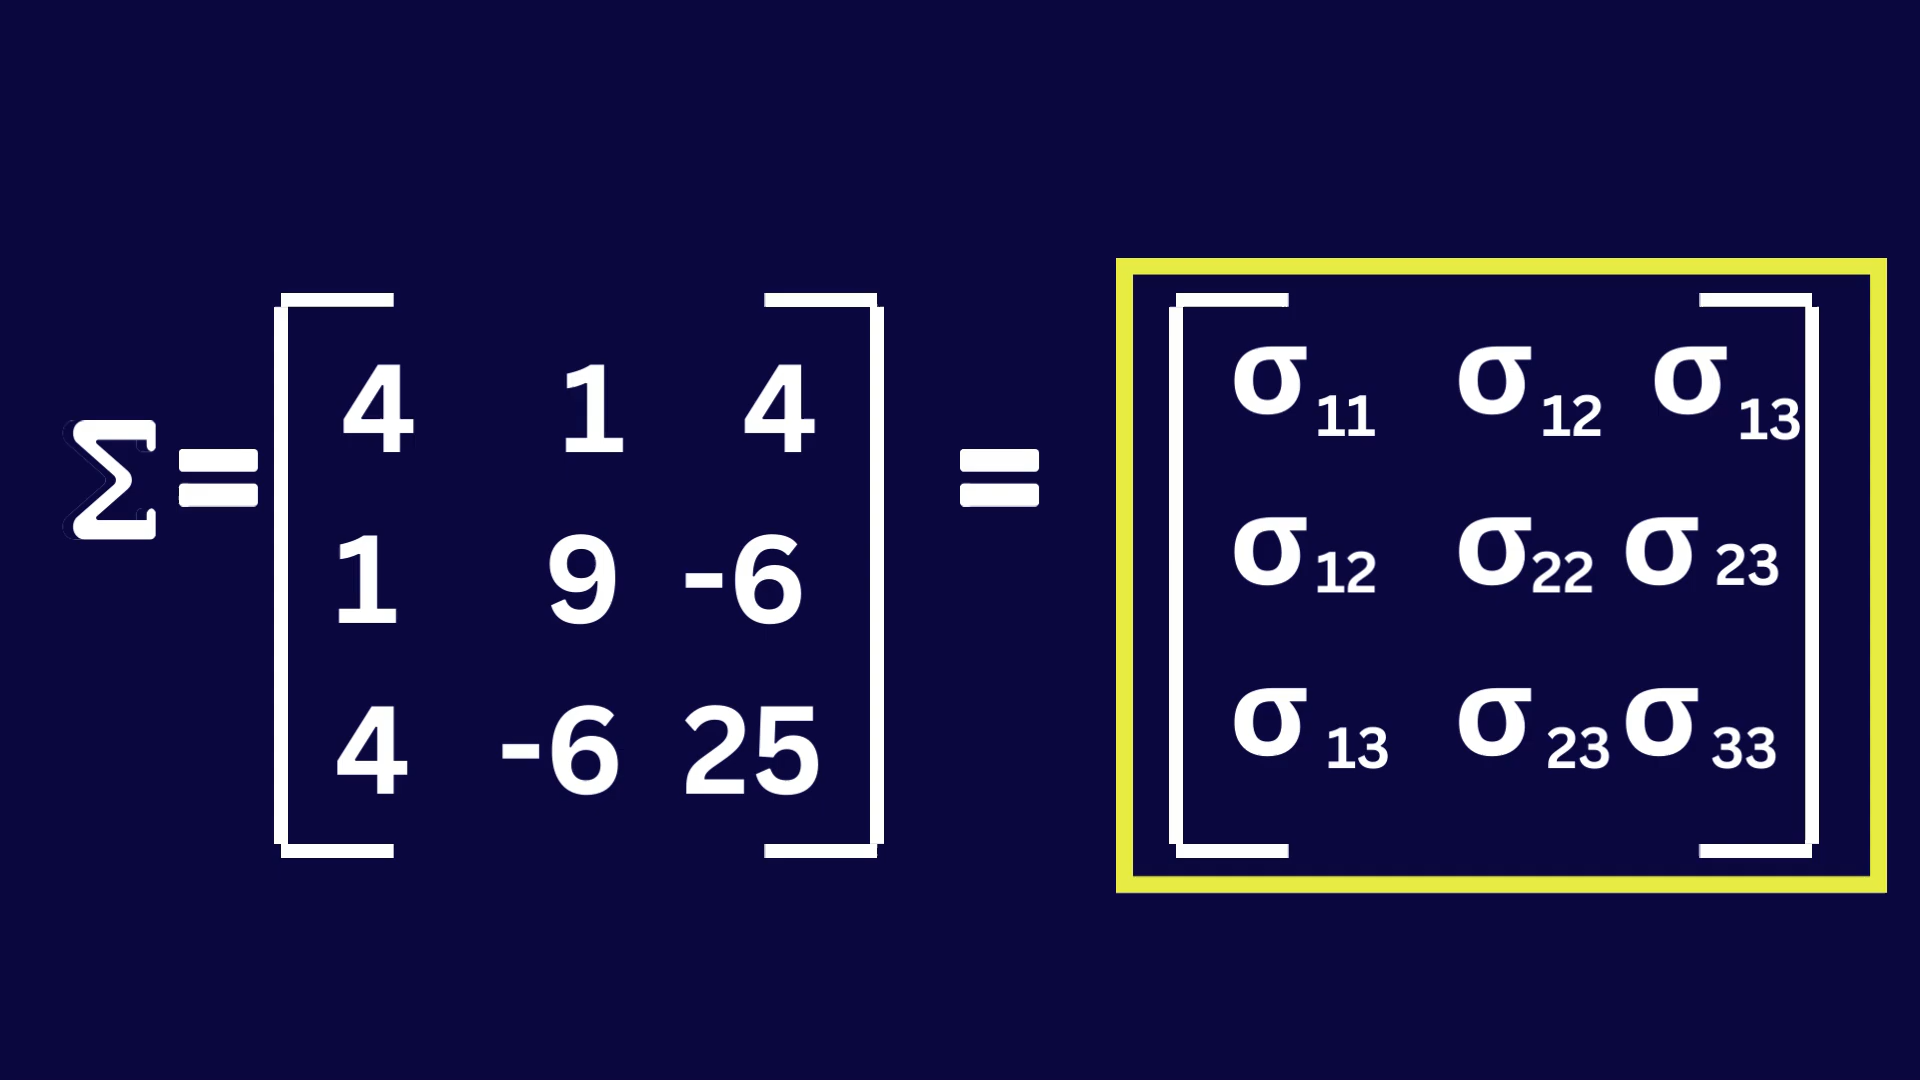 4 1 4 σ₁₁ σ₁₂ σ₁₃
Σ = =
1 9 -6 σ₁₂ σ₂₂ σ₂₃
4 -6 25 σ₁₃ σ₂₃ σ₃₃